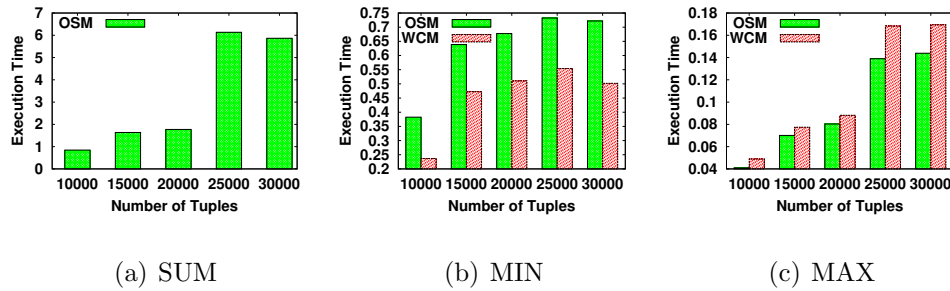 OSM
Execution Time
7
6
5
4
3
2
1
0
10000 15000 20000 25000 30000
Number of Tuples
(a) SUM
OSM
WCM
Execution Time
0.75
0.7
0.65
0.6
0.55
0.5
0.45
0.4
0.35
0.3
0.25
0.2
10000 15000 20000 25000 30000
Number of Tuples
(b) MIN
OSM
WCM
Execution Time
0.18
0.16
0.14
0.12
0.1
0.08
0.06
0.04
10000 15000 20000 25000 30000
Number of Tuples
(c) MAX